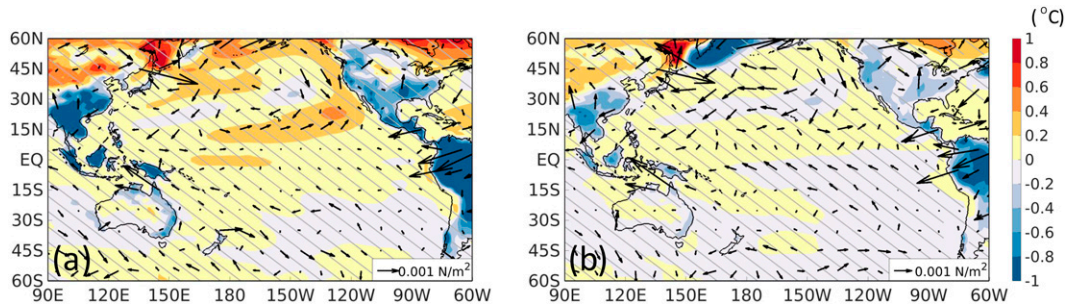 (°C)
60N
45N
30N
15N
EQ
15S
30S
45S
60S
(a)
0.001 N/m²
90E 120E 150E 180 150W 120W 90W 60W
60N
45N
30N
15N
EQ
15S
30S
45S
60S
(b)
0.001 N/m²
90E 120E 150E 180 150W 120W 90W 60W
1
0.8
0.6
0.4
0.2
0
-0.2
-0.4
-0.6
-0.8
-1